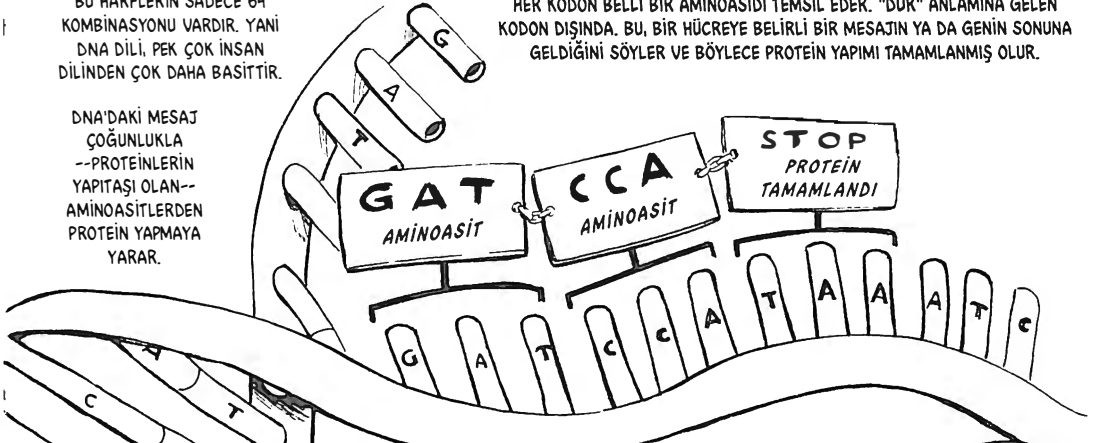 BU HARFLERİN SADECE 64
KOMBİNASYONU VARDIR. YANİ
DNA DİLİ, PEK ÇOK İNSAN
DİLİNDEN ÇOK DAHA BASİTTİR.
DNA'DAKİ MESAJ
ÇOĞUNLUKLA
--PROTEİNLERİN
YAPITAŞI OLAN--
AMİNOASİTLERDEN
PROTEİN YAPMAYA
YARAR.
HER KODON BELLİ BİR AMİNOASİDİ TEMSİL EDER. "DUR" ANLAMINA GELEN
KODON DIŞINDA. BU, BİR HÜCREYE BELİRLİ BİR MESAJIN YA DA GENİN SONUNA
GELDİĞİNİ SÖYLER VE BÖYLECE PROTEİN YAPIMI TAMAMLANMIŞ OLUR.
G
A
T
GAT
AMİNOASİT
CCA
AMİNOASİT
STOP
PROTEİN
TAMAMLANDI
G A T C C A T A A A T C
A
C
T
C